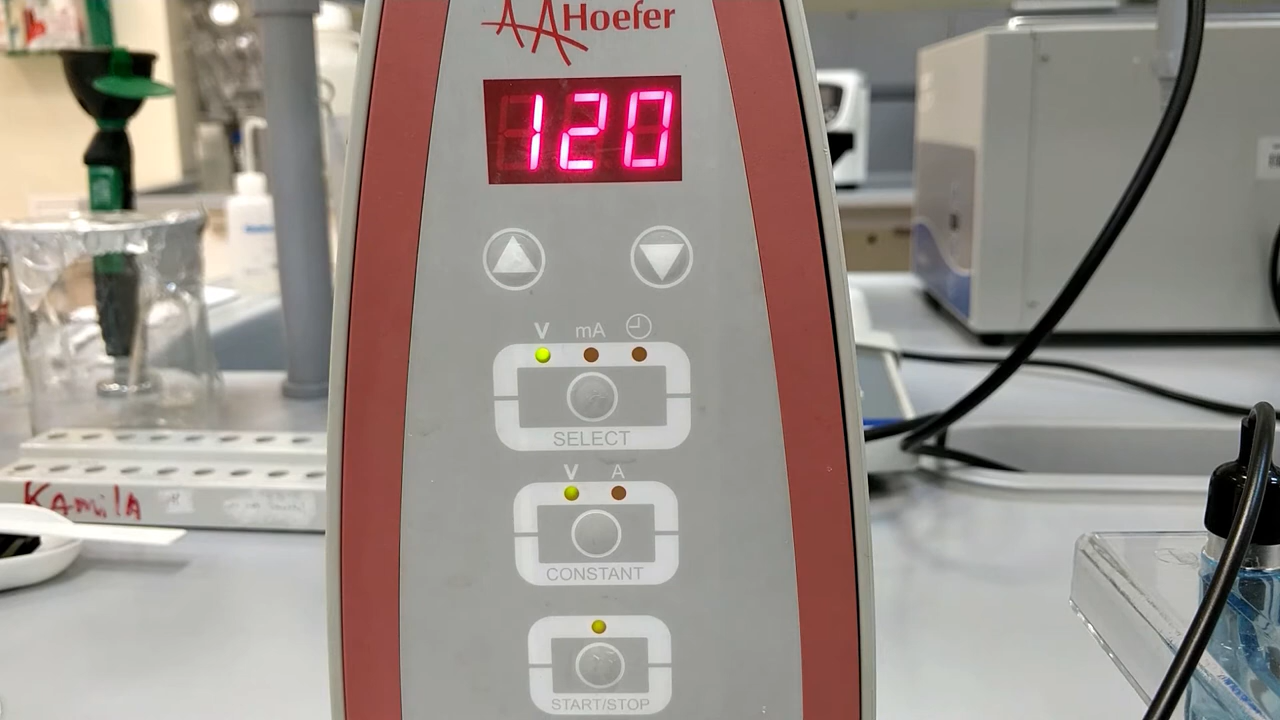 Hoefer
120
V mA
SELECT
V A
CONSTANT
START/STOP
KAMILA